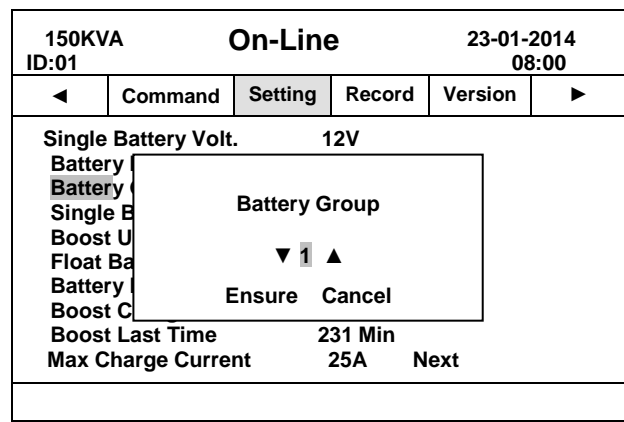 150KVA On-Line 23-01-2014
ID:01 08:00
◄ Command Setting Record Version ►
Single Battery Volt. 12V
Battery
Battery
Single
Boost
Float
Battery
Boost
Battery Group
▼ 1 ▲
Ensure Cancel
Boost Last Time 231 Min
Max Charge Current 25A Next